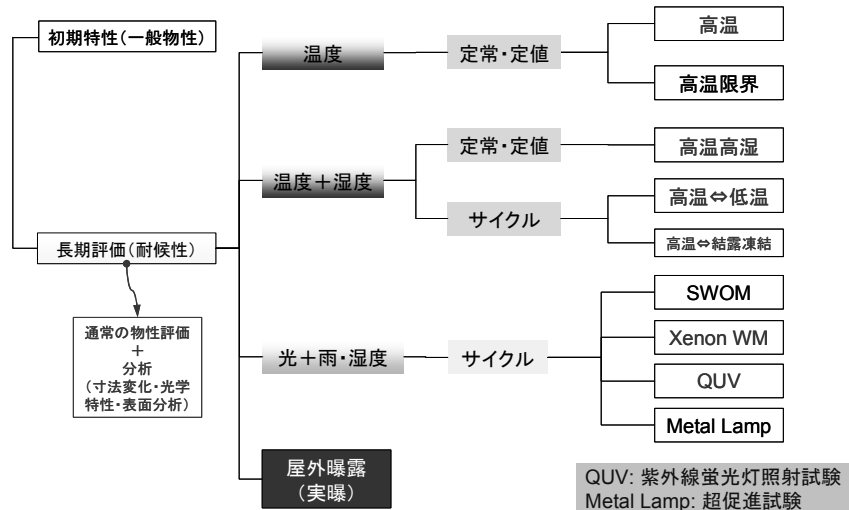 初期特性(一般物性)
長期評価(耐候性)
通常の物性評価
＋
分析
(寸法変化・光学
特性・表面分析)
温度
定常・定値
高温
高温限界
温度＋湿度
定常・定値
高温高湿
サイクル
高温⇔低温
高温⇔結露凍結
光＋雨・湿度
サイクル
SWOM
Xenon WM
QUV
Metal Lamp
屋外曝露
(実曝)
QUV: 紫外線蛍光灯照射試験
Metal Lamp: 超促進試験